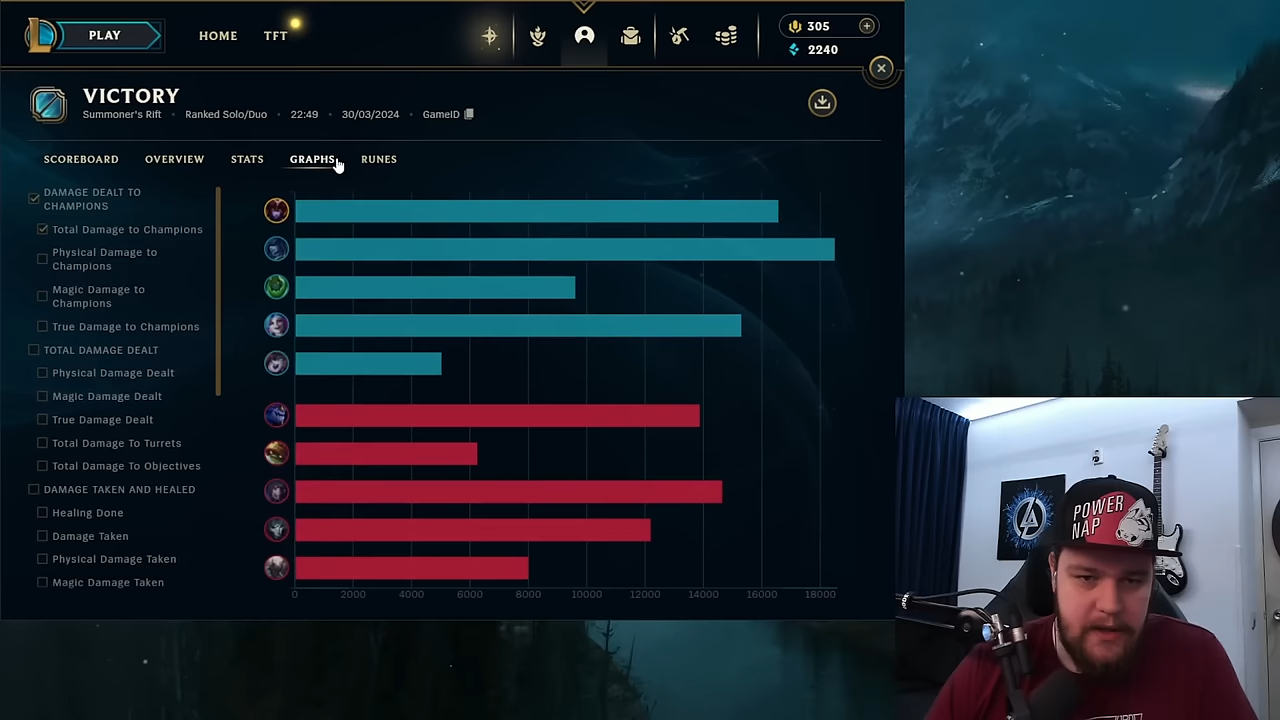 PLAY
HOME
TFT
305
2240
VICTORY
Summoner's Rift • Ranked Solo/Duo • 22:49 • 30/03/2024 • GameID
SCOREBOARD
OVERVIEW
STATS
GRAPHS
RUNES
DAMAGE DEALT TO
CHAMPIONS
Total Damage to Champions
Physical Damage to
Champions
Magic Damage to
Champions
True Damage to Champions
TOTAL DAMAGE DEALT
Physical Damage Dealt
Magic Damage Dealt
True Damage Dealt
Total Damage To Turrets
Total Damage To Objectives
DAMAGE TAKEN AND HEALED
Healing Done
Damage Taken
Physical Damage Taken
Magic Damage Taken
0 2000 4000 6000 8000 10000 12000 14000 16000 18000
POWER
NAP